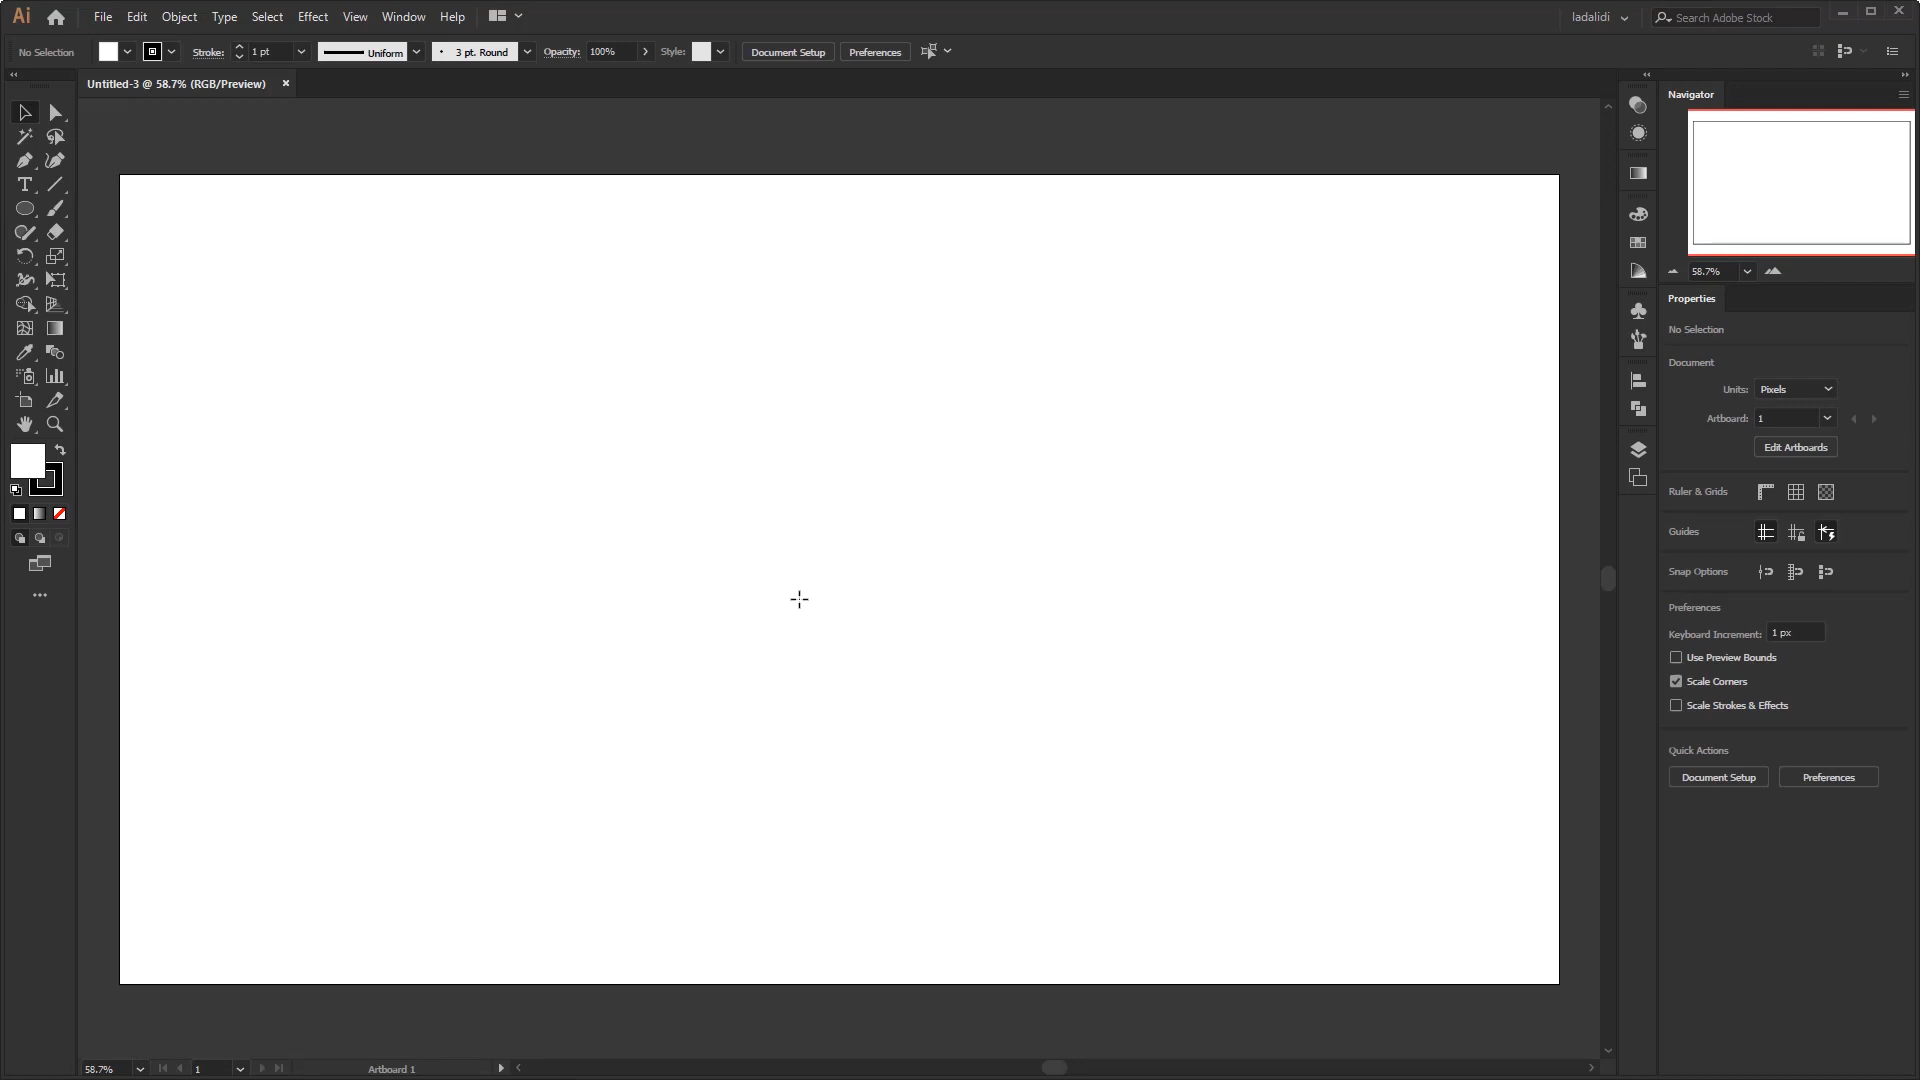 Ai File Edit Object Type Select Effect View Window Help ladalidi Search Adobe Stock
No Selection Stroke: 1 pt Uniform 3 pt. Round Opacity: 100% Style: Document Setup Preferences
Untitled-3 @ 58.7% (RGB/Preview)
Navigator
58.7%
Properties
No Selection
Document
Units: Pixels
Artboard: 1
Edit Artboards
Ruler & Grids
Guides
Snap Options
Preferences
Keyboard Increment: 1 px
Use Preview Bounds
Scale Corners
Scale Strokes & Effects
Quick Actions
Document Setup Preferences
58.7% 1 Artboard 1